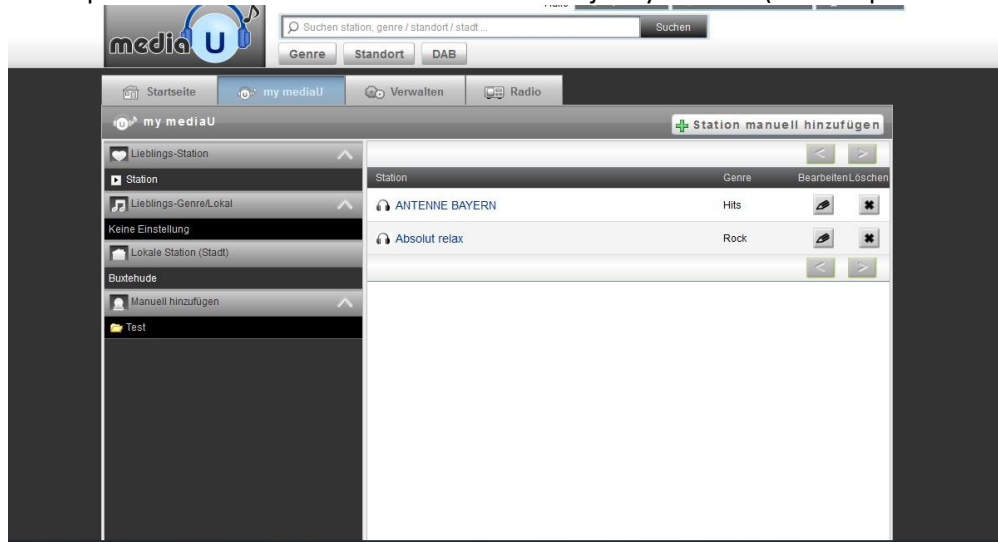 media U
Suchen station, genre / standort / stadt ...
Suchen
Genre Standort DAB
Startseite my mediaU Verwalten Radio
my mediaU
Station manuell hinzufügen
Lieblings-Station
< >
Station
Station Genre Bearbeiten Löschen
Lieblings-Genre/Lokal
ANTENNE BAYERN Hits
Keine Einstellung
Absolut relax Rock
Lokale Station (Stadt)
< >
Buxtehude
Manuell hinzufügen
Test